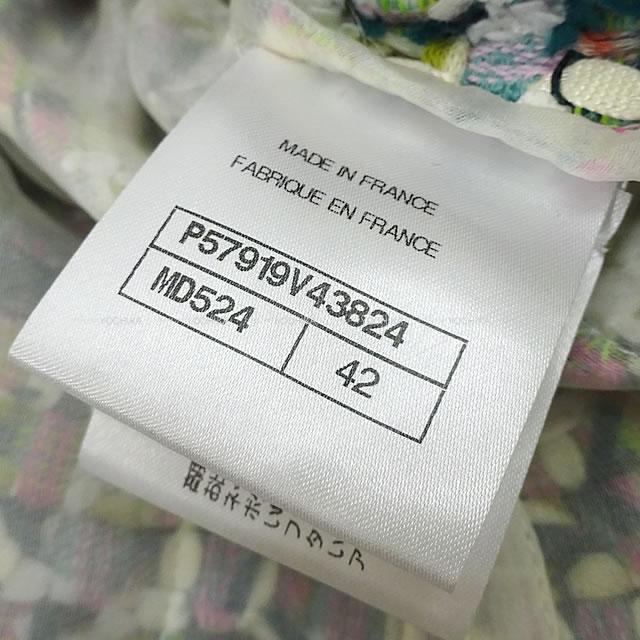 MADE IN FRANCE
FABRIQUE EN FRANCE
P57919V43824
MD524
42